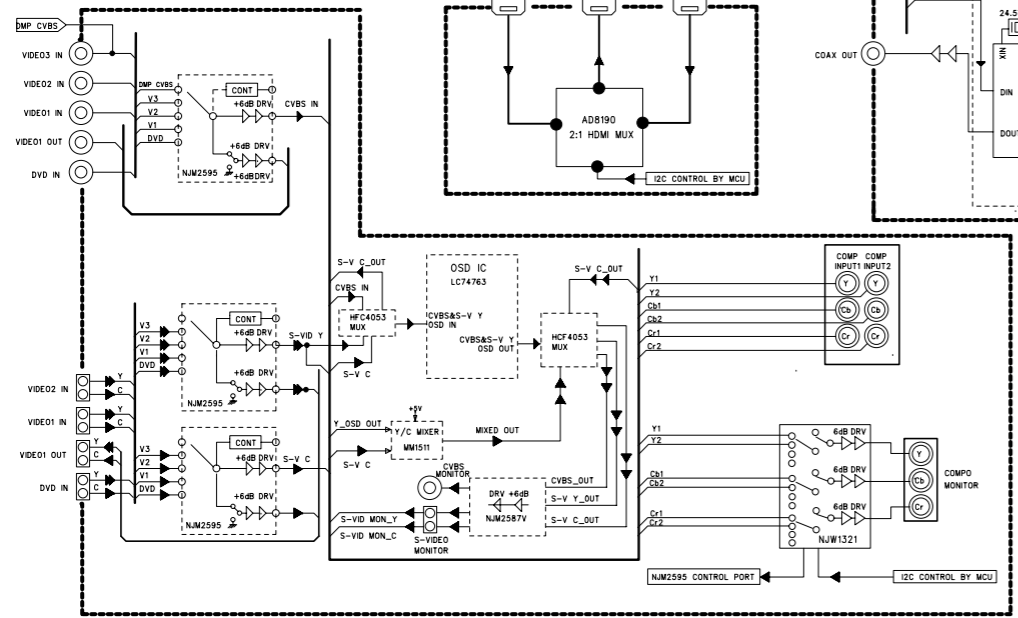 DMP CVBS
VIDEO3 IN
VIDEO2 IN
VIDEO1 IN
VIDEO1 OUT
DVD IN
DMP CVBS
V3
V2
V1
DVD
CONT
+6dB DRV
+6dB DRV
+6dBDRV
NJM2595
CVBS IN
AD8190
2:1 HDMI MUX
I2C CONTROL BY MCU
COAX OUT
24.5
NIX
DIN
DOUT
S-V C_OUT
CVBS IN
HFC4053
MUX
S-V C
OSD IC
LC74763
CVBS&S-V Y
OSD IN
CVBS&S-V Y
OSD OUT
S-V C_OUT
HCF4053
MUX
Y1
Y2
Cb1
Cb2
Cr1
Cr2
COMP
INPUT1
COMP
INPUT2
Y
Y
Cb
Cb
Cr
Cr
V3
V2
V1
DVD
CONT
+6dB DRV
+6dB DRV
NJM2595
S-VID Y
VIDEO2 IN
Y
C
VIDEO1 IN
Y
C
VIDEO1 OUT
Y
C
DVD IN
Y
C
V3
V2
V1
DVD
CONT
+6dB DRV
+6dB DRV
NJM2595
S-V C
+5V
Y_OSD OUT
Y/C MIXER
MM1511
S-V C
MIXED OUT
CVBS
MONITOR
DRV +6dB
NJM2587V
CVBS_OUT
S-V Y_OUT
S-V C_OUT
S-VID MON_Y
S-VID MON_C
S-VIDEO
MONITOR
Y1
Y2
Cb1
Cb2
Cr1
Cr2
6dB DRV
6dB DRV
6dB DRV
NJW1321
Y
Cb
Cr
COMPO
MONITOR
NJM2595 CONTROL PORT
I2C CONTROL BY MCU